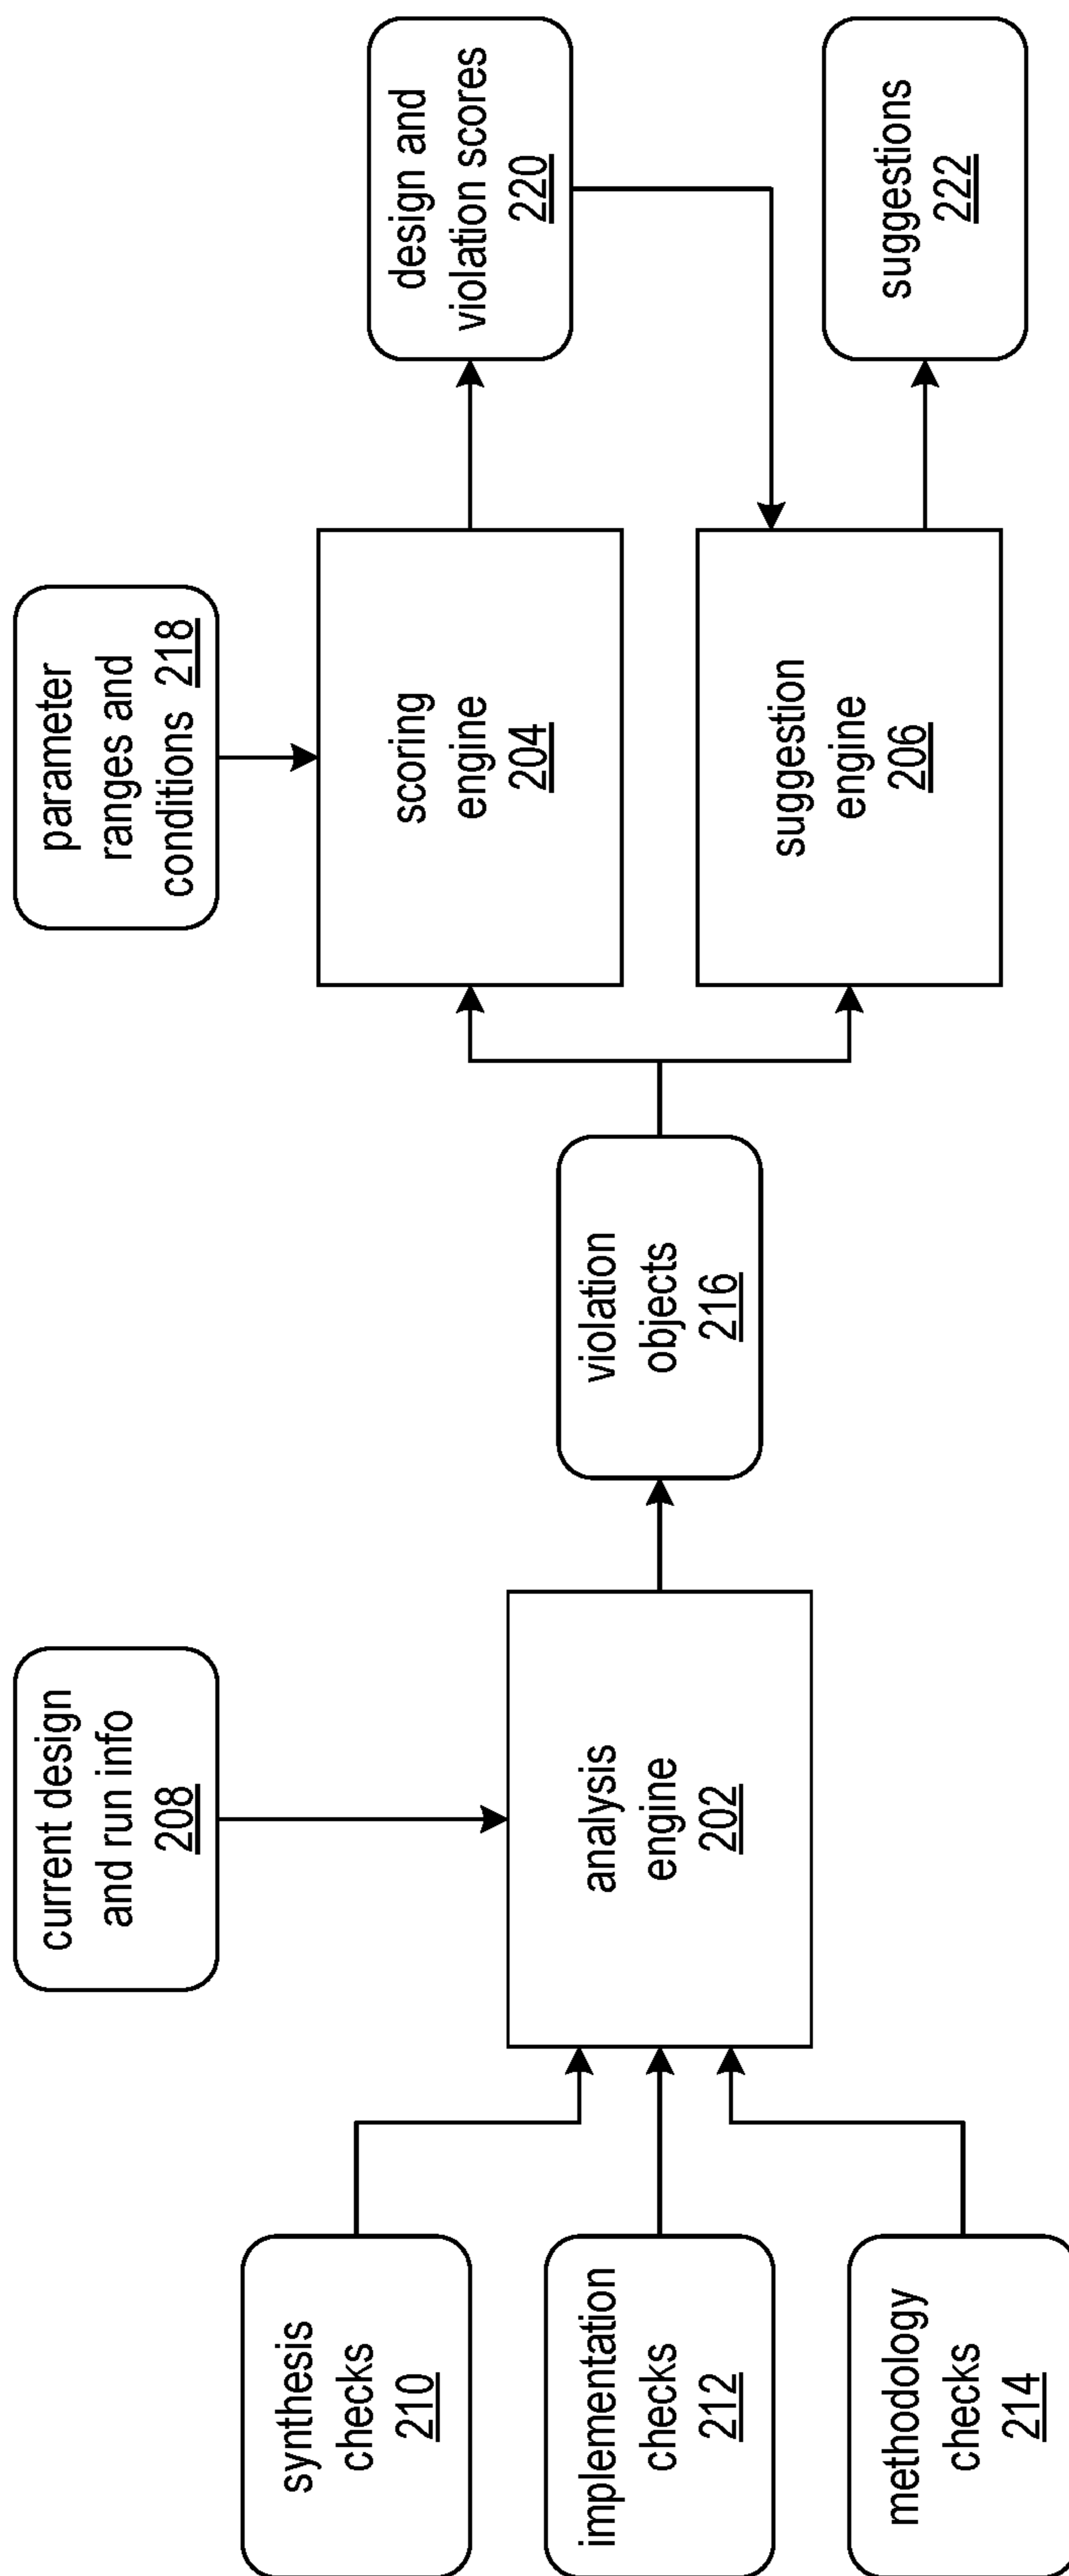 synthesis
checks
210
implementation
checks
212
methodology
checks
214
current design
and run info
208
analysis
engine
202
violation
objects
216
parameter
ranges and
conditions 218
scoring
engine
204
suggestion
engine
206
design and
violation scores
220
suggestions
222